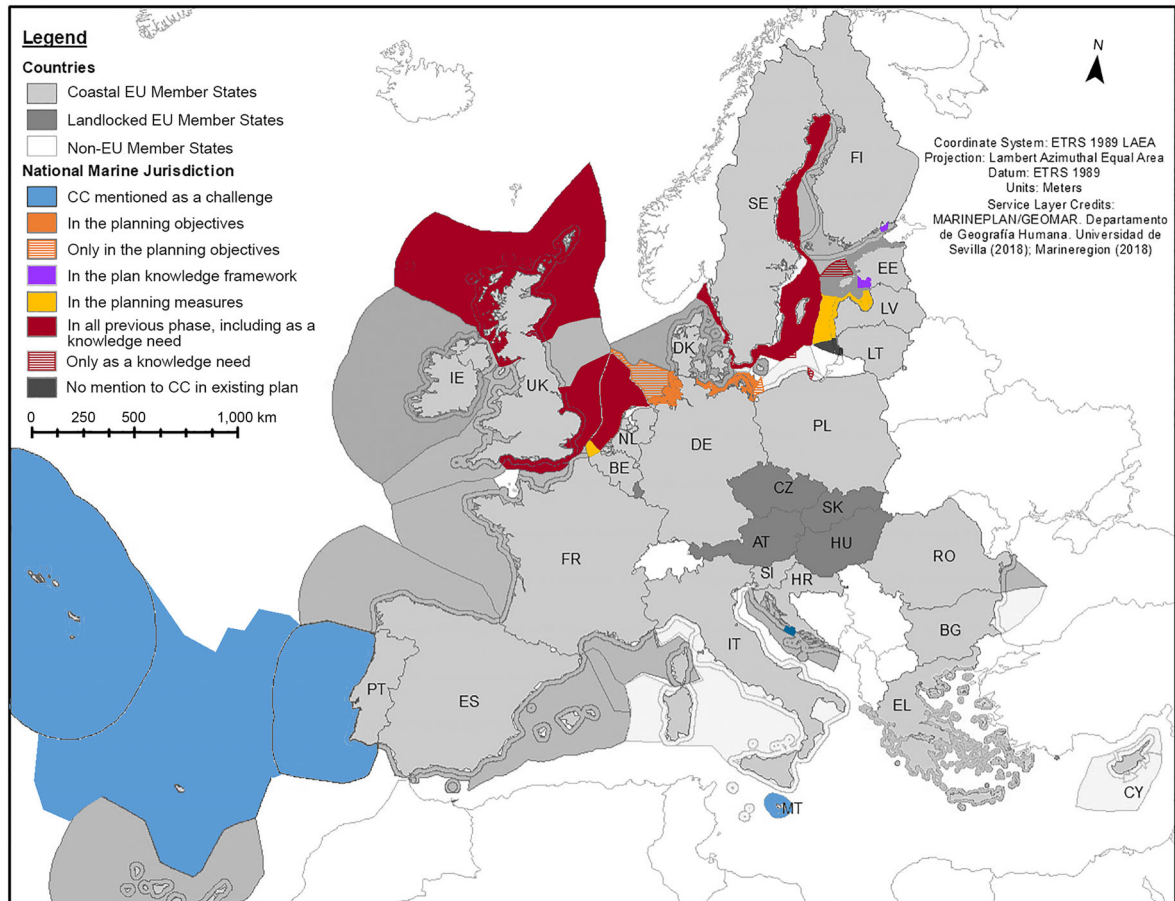 Legend
Countries
Coastal EU Member States
Landlocked EU Member States
Non-EU Member States
National Marine Jurisdiction
CC mentioned as a challenge
In the planning objectives
Only in the planning objectives
In the plan knowledge framework
In the planning measures
In all previous phase, including as a
knowledge need
Only as a knowledge need
No mention to CC in existing plan
0 250 500 1,000 km
N
Coordinate System: ETRS 1989 LAEA
Projection: Lambert Azimuthal Equal Area
Datum: ETRS 1989
Units: Meters
Service Layer Credits:
MARINEPLAN/GEOMAR. Departamento
de Geografía Humana. Universidad de
Sevilla (2018); Marineregion (2018)
FI
SE
EE
LV
LT
DK
IE
UK
NL
BE
DE
PL
CZ
SK
AT
HU
FR
SI
HR
RO
BG
IT
PT
ES
EL
MT
CY